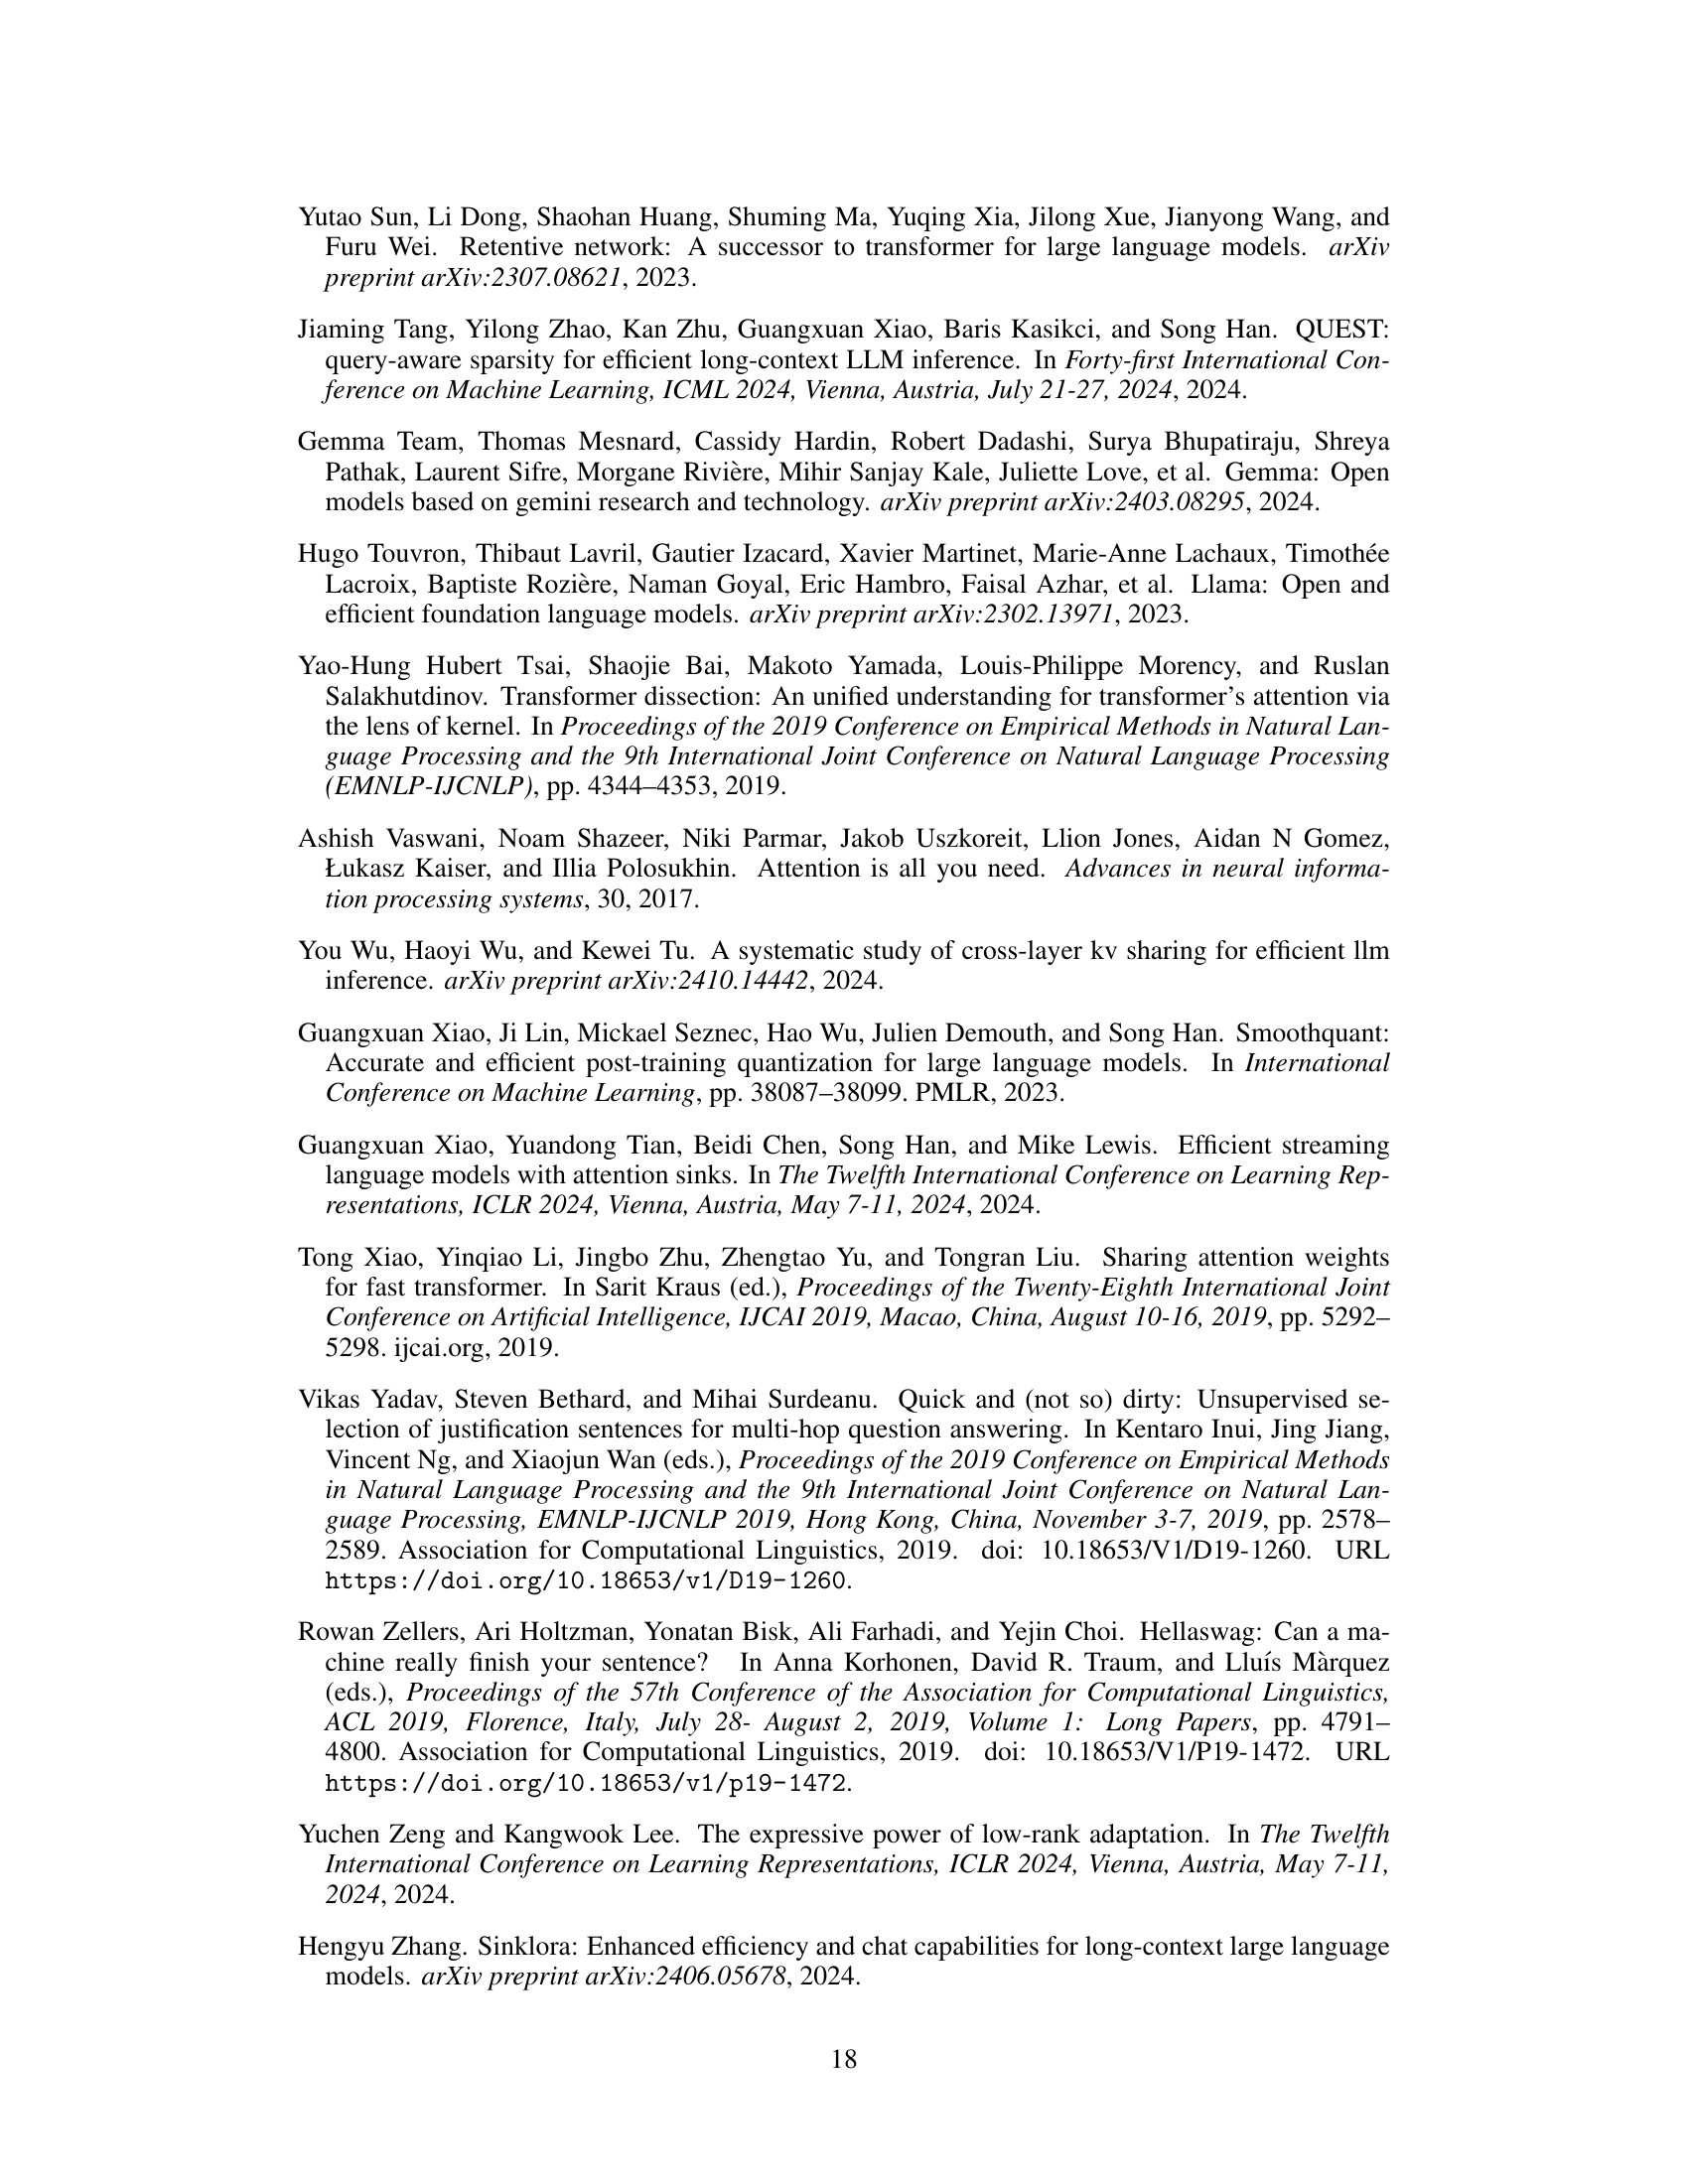 Yutao Sun, Li Dong, Shaohan Huang, Shuming Ma, Yuqing Xia, Jilong Xue, Jianyong Wang, and
Furu Wei. Retentive network: A successor to transformer for large language models. arXiv
preprint arXiv:2307.08621, 2023.
Jiaming Tang, Yilong Zhao, Kan Zhu, Guangxuan Xiao, Baris Kasikci, and Song Han. QUEST:
query-aware sparsity for efficient long-context LLM inference. In Forty-first International Con-
ference on Machine Learning, ICML 2024, Vienna, Austria, July 21-27, 2024, 2024.
Gemma Team, Thomas Mesnard, Cassidy Hardin, Robert Dadashi, Surya Bhupatiraju, Shreya
Pathak, Laurent Sifre, Morgane Rivière, Mihir Sanjay Kale, Juliette Love, et al. Gemma: Open
models based on gemini research and technology. arXiv preprint arXiv:2403.08295, 2024.
Hugo Touvron, Thibaut Lavril, Gautier Izacard, Xavier Martinet, Marie-Anne Lachaux, Timothée
Lacroix, Baptiste Rozière, Naman Goyal, Eric Hambro, Faisal Azhar, et al. Llama: Open and
efficient foundation language models. arXiv preprint arXiv:2302.13971, 2023.
Yao-Hung Hubert Tsai, Shaojie Bai, Makoto Yamada, Louis-Philippe Morency, and Ruslan
Salakhutdinov. Transformer dissection: An unified understanding for transformer's attention via
the lens of kernel. In Proceedings of the 2019 Conference on Empirical Methods in Natural Lan-
guage Processing and the 9th International Joint Conference on Natural Language Processing
(EMNLP-IJCNLP), pp. 4344–4353, 2019.
Ashish Vaswani, Noam Shazeer, Niki Parmar, Jakob Uszkoreit, Llion Jones, Aidan N Gomez,
Łukasz Kaiser, and Illia Polosukhin. Attention is all you need. Advances in neural informa-
tion processing systems, 30, 2017.
You Wu, Haoyi Wu, and Kewei Tu. A systematic study of cross-layer kv sharing for efficient llm
inference. arXiv preprint arXiv:2410.14442, 2024.
Guangxuan Xiao, Ji Lin, Mickael Seznec, Hao Wu, Julien Demouth, and Song Han. Smoothquant:
Accurate and efficient post-training quantization for large language models. In International
Conference on Machine Learning, pp. 38087–38099. PMLR, 2023.
Guangxuan Xiao, Yuandong Tian, Beidi Chen, Song Han, and Mike Lewis. Efficient streaming
language models with attention sinks. In The Twelfth International Conference on Learning Rep-
resentations, ICLR 2024, Vienna, Austria, May 7-11, 2024, 2024.
Tong Xiao, Yinqiao Li, Jingbo Zhu, Zhengtao Yu, and Tongran Liu. Sharing attention weights
for fast transformer. In Sarit Kraus (ed.), Proceedings of the Twenty-Eighth International Joint
Conference on Artificial Intelligence, IJCAI 2019, Macao, China, August 10-16, 2019, pp. 5292–
5298. ijcai.org, 2019.
Vikas Yadav, Steven Bethard, and Mihai Surdeanu. Quick and (not so) dirty: Unsupervised se-
lection of justification sentences for multi-hop question answering. In Kentaro Inui, Jing Jiang,
Vincent Ng, and Xiaojun Wan (eds.), Proceedings of the 2019 Conference on Empirical Methods
in Natural Language Processing and the 9th International Joint Conference on Natural Lan-
guage Processing, EMNLP-IJCNLP 2019, Hong Kong, China, November 3-7, 2019, pp. 2578–
2589. Association for Computational Linguistics, 2019. doi: 10.18653/V1/D19-1260. URL
https://doi.org/10.18653/v1/D19-1260.
Rowan Zellers, Ari Holtzman, Yonatan Bisk, Ali Farhadi, and Yejin Choi. Hellaswag: Can a ma-
chine really finish your sentence? In Anna Korhonen, David R. Traum, and Lluís Màrquez
(eds.), Proceedings of the 57th Conference of the Association for Computational Linguistics,
ACL 2019, Florence, Italy, July 28- August 2, 2019, Volume 1: Long Papers, pp. 4791–
4800. Association for Computational Linguistics, 2019. doi: 10.18653/V1/P19-1472. URL
https://doi.org/10.18653/v1/p19-1472.
Yuchen Zeng and Kangwook Lee. The expressive power of low-rank adaptation. In The Twelfth
International Conference on Learning Representations, ICLR 2024, Vienna, Austria, May 7-11,
2024, 2024.
Hengyu Zhang. Sinklora: Enhanced efficiency and chat capabilities for long-context large language
models. arXiv preprint arXiv:2406.05678, 2024.
18